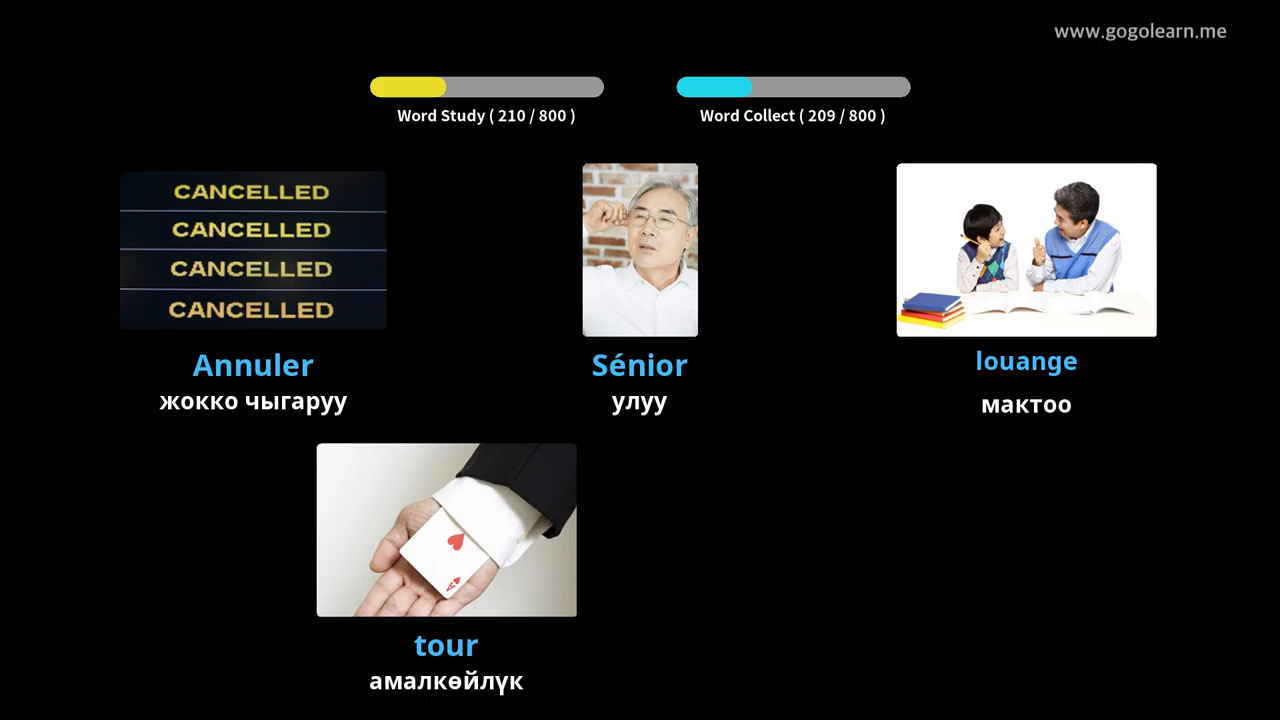 www.gogolearn.me
Word Study ( 210 / 800 )
Word Collect ( 209 / 800 )
CANCELLED
CANCELLED
CANCELLED
CANCELLED
Annuler
жокко чыгаруу
Sénior
улуу
louange
мактоо
A
tour
амалкөйлүк